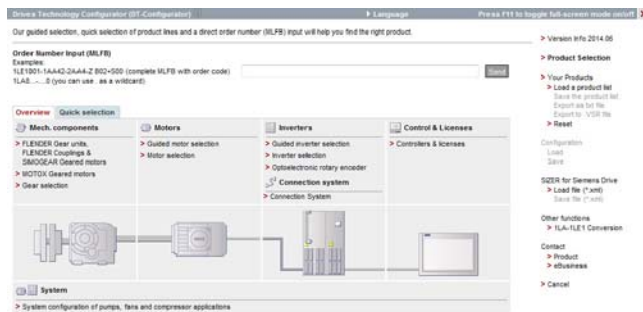 Drives Technology Configurator (DT-Configurator)
Language
Press F11 to toggle full-screen mode on/off
Our guided selection, quick selection of product lines and a direct order number (MLFB) input will help you find the right product.
Order Number Input (MLFB)
Examples:
1LE1001-1AA42-2AA4-Z B02+S00 (complete MLFB with order code)
1LA8...-... .0 (you can use . as a wildcard)
Send
Overview
Quick selection
Mech. components
> FLENDER Gear units,
FLENDER Couplings &
SIMOGEAR Geared motors
> MOTOX Geared motors
> Gear selection
Motors
> Guided motor selection
> Motor selection
Inverters
> Guided inverter selection
> Inverter selection
> Optoelectronic rotary encoder
Connection system
> Connection System
Control & Licenses
> Controllers & licenses
System
> System configuration of pumps, fans and compressor applications
> Version Info 2014.06
> Product Selection
> Your Products
> Load a product list
Save the product list
Export as txt file
Export to .VSR file
> Reset
Configuration
Load
Save
SIZER for Siemens Drive
> Load file (*.xml)
Save file (*.xml)
Other functions
> 1LA-1LE1 Conversion
Contact
> Product
> eBusiness
> Cancel